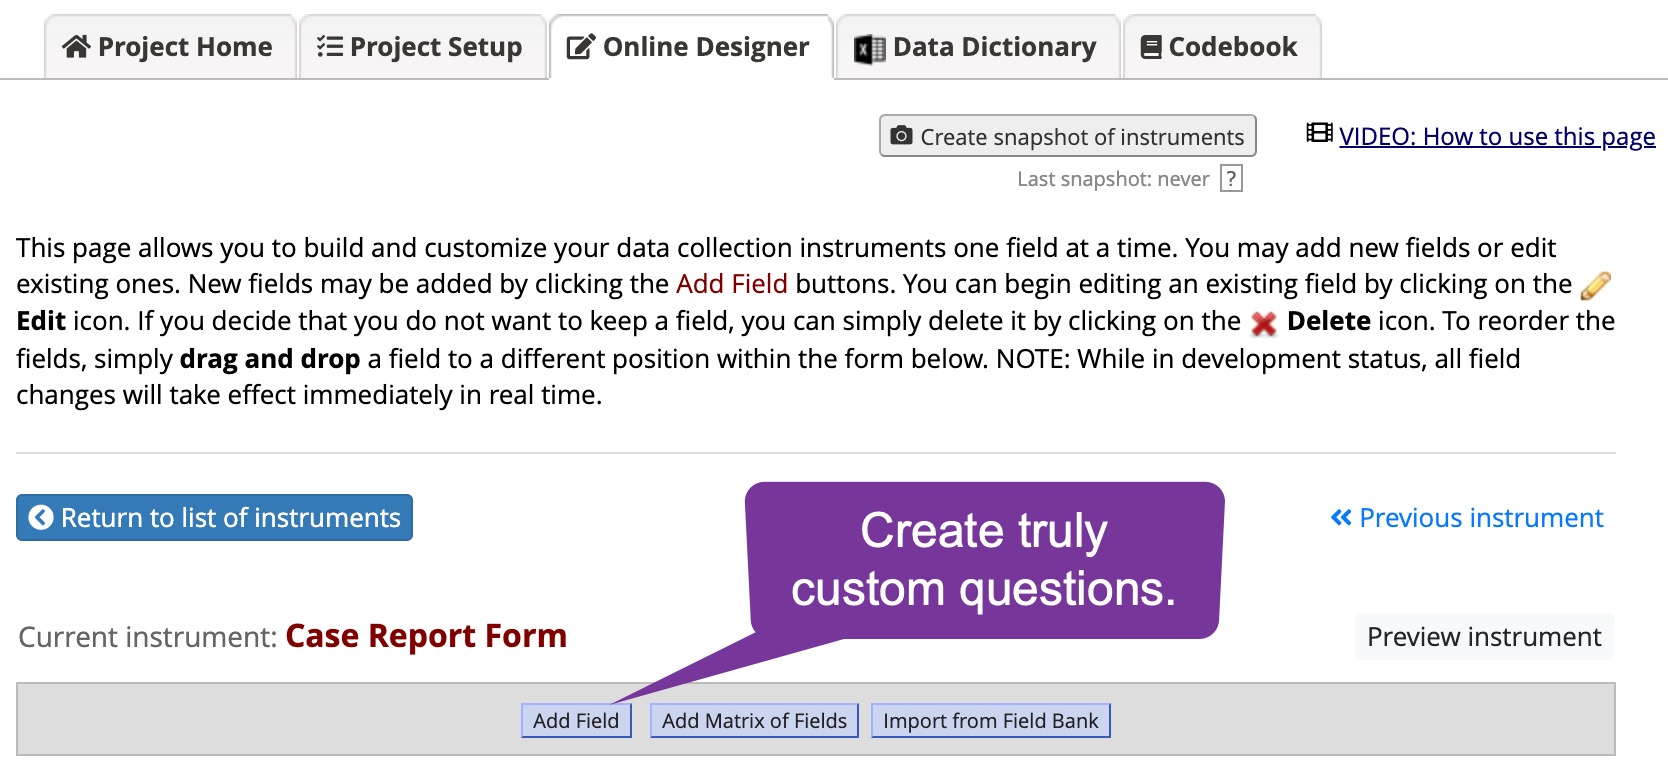 Project Home
Project Setup
Online Designer
Data Dictionary
Codebook
Create snapshot of instruments
VIDEO: How to use this page
Last snapshot: never ?
This page allows you to build and customize your data collection instruments one field at a time. You may add new fields or edit
existing ones. New fields may be added by clicking the Add Field buttons. You can begin editing an existing field by clicking on the
Edit icon. If you decide that you do not want to keep a field, you can simply delete it by clicking on the Delete icon. To reorder the
fields, simply drag and drop a field to a different position within the form below. NOTE: While in development status, all field
changes will take effect immediately in real time.
Return to list of instruments
Create truly
custom questions.
Previous instrument
Current instrument: Case Report Form
Preview instrument
Add Field
Add Matrix of Fields
Import from Field Bank